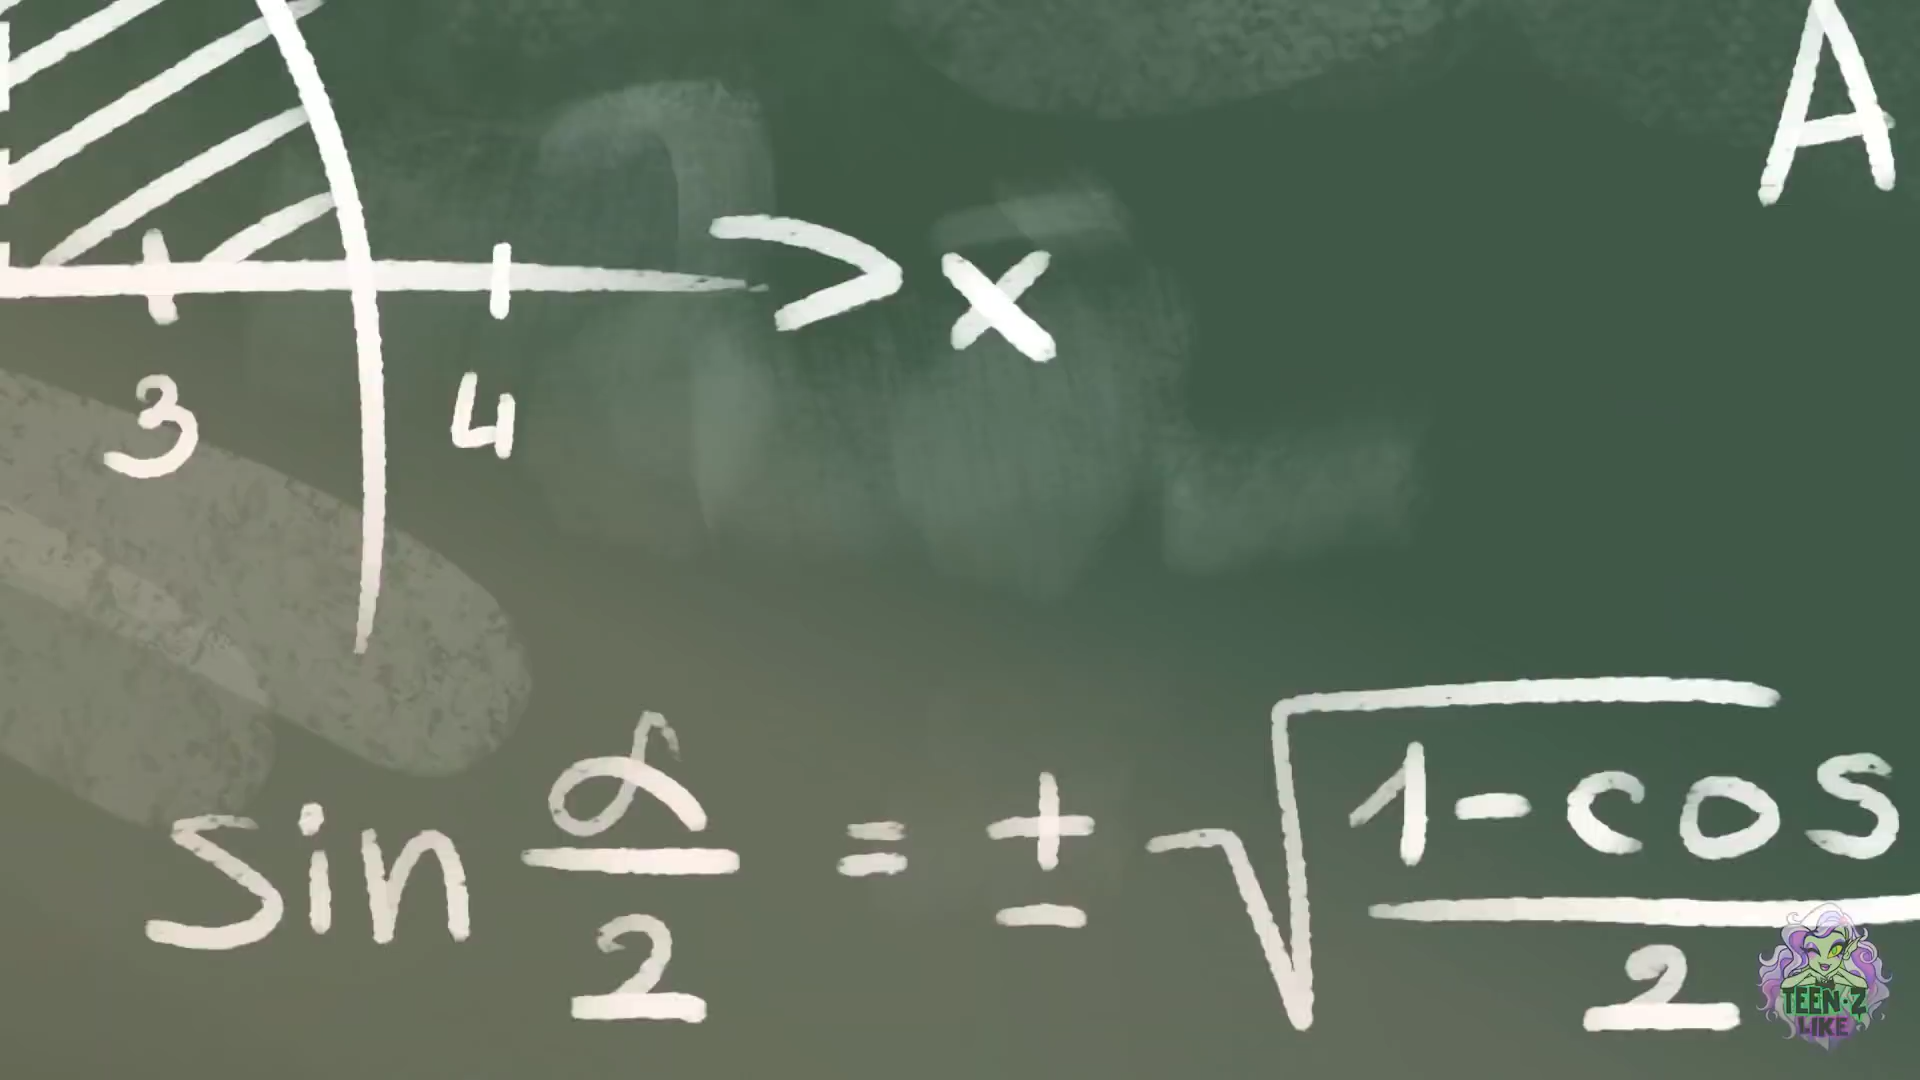 A
x
3 4
sin α/2 = ± √1-cos/2
TEEN-Z
LIKE